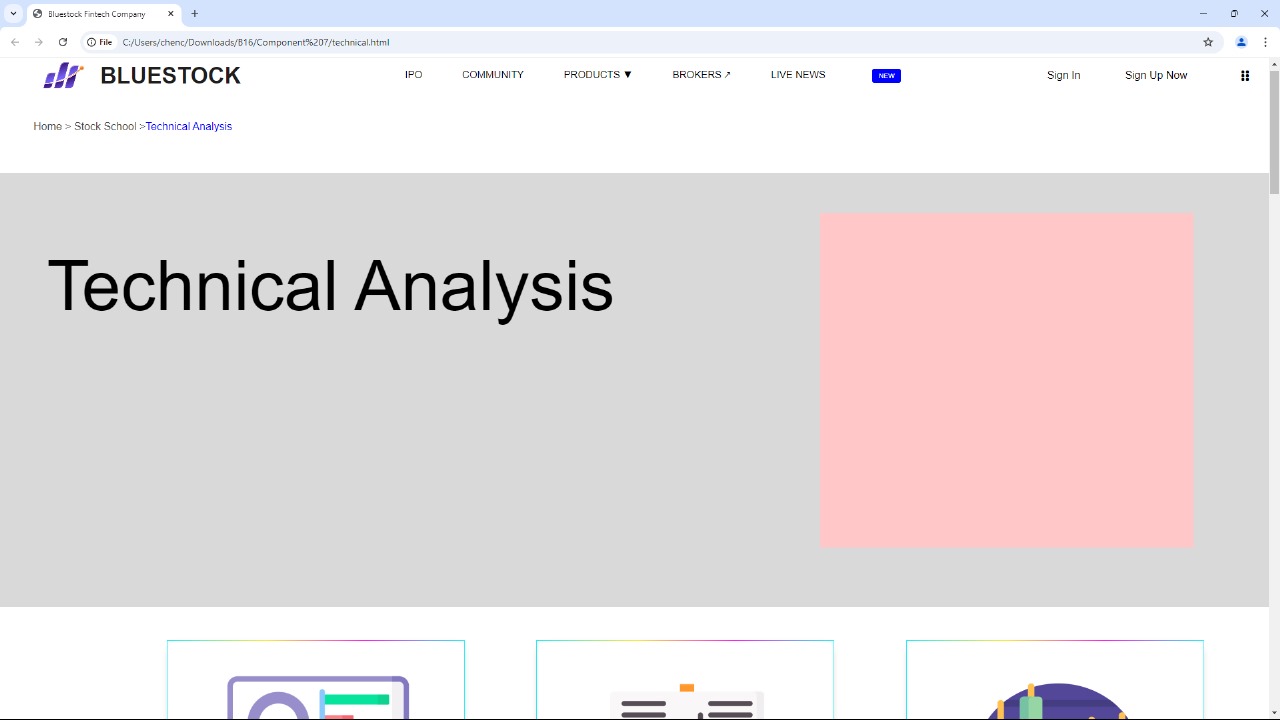 Bluestock Fintech Company
File C:/Users/chenc/Downloads/B16/Component%207/technical.html
BLUESTOCK IPO COMMUNITY PRODUCTS ▼ BROKERS ↗ LIVE NEWS NEW Sign In Sign Up Now
Home > Stock School >Technical Analysis
Technical Analysis